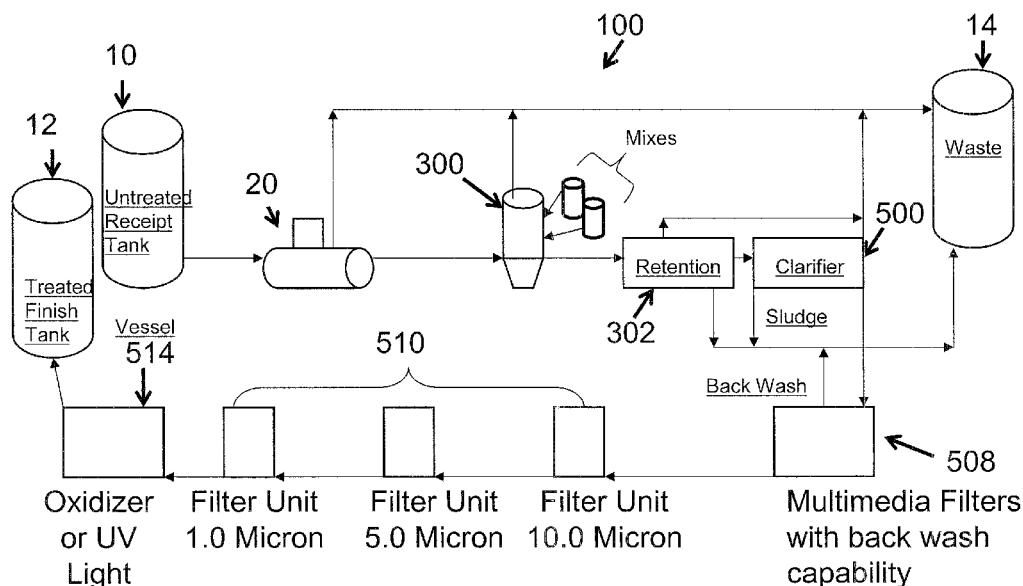 100
14
10
12
Mixes
Waste
300
20
Untreated
Receipt
Tank
500
Retention
Clarifier
Treated
Finish
Tank
302
Sludge
Vessel
514
510
Back Wash
508
Oxidizer
or UV
Light
Filter Unit
1.0 Micron
Filter Unit
5.0 Micron
Filter Unit
10.0 Micron
Multimedia Filters
with back wash
capability